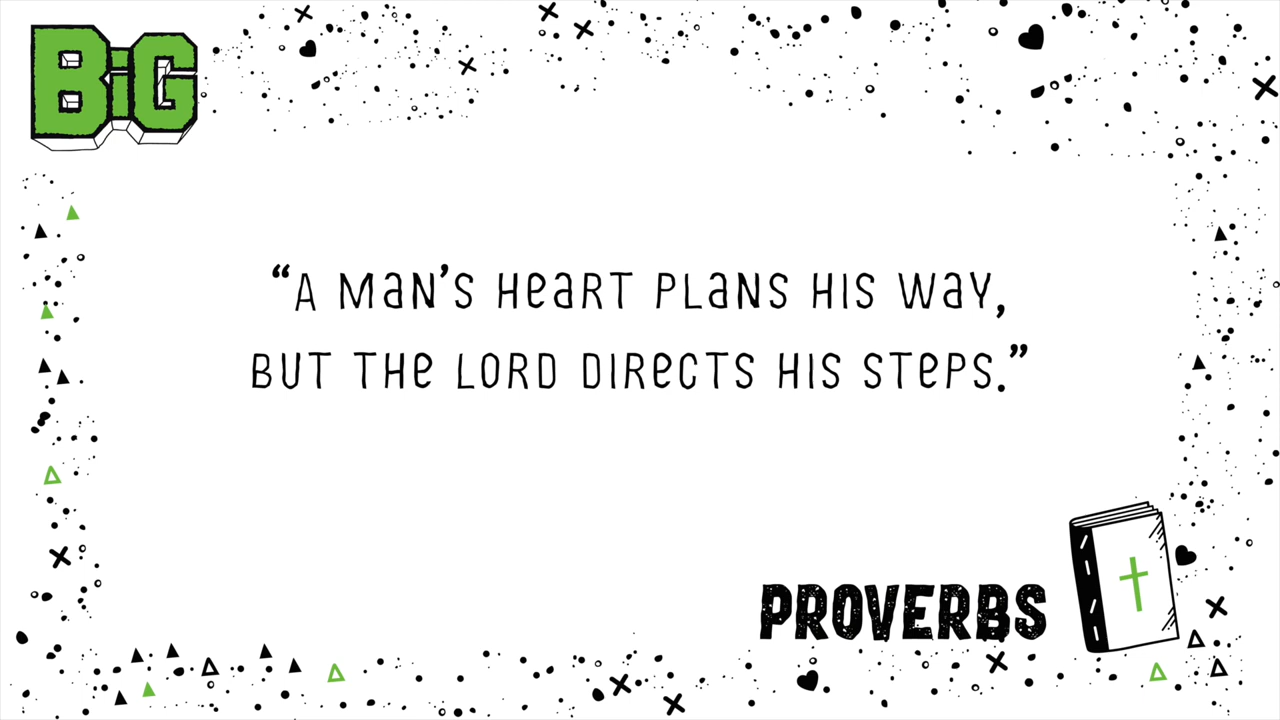 BiG
“A MaN’S HeaRT PLaNS HIS Way,
BUT THe LORD DIReCTS HIS STePS.”
PROVERBS